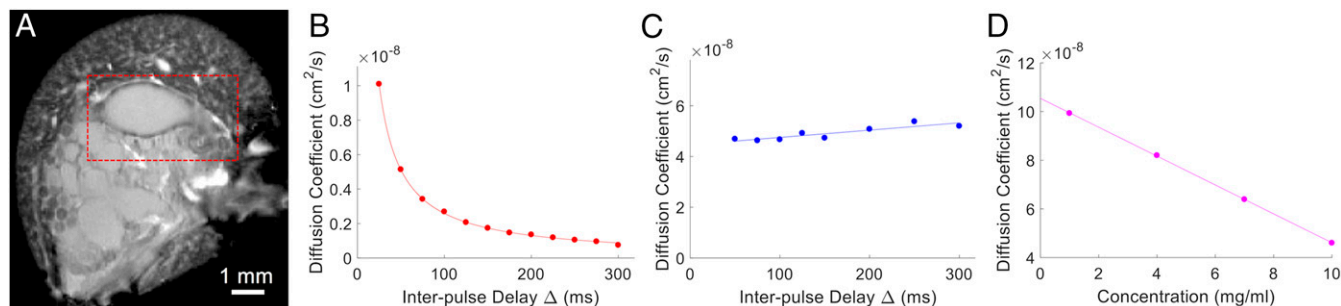 A
1 mm
B
×10⁻⁸
Diffusion Coefficient (cm²/s)
1
0.8
0.6
0.4
0.2
0
100
200
300
Inter-pulse Delay Δ (ms)
C
×10⁻⁸
Diffusion Coefficient (cm²/s)
8
6
4
2
0
100
200
300
Inter-pulse Delay Δ (ms)
D
×10⁻⁸
Diffusion Coefficient (cm²/s)
12
10
8
6
4
0
2
4
6
8
10
Concentration (mg/ml)